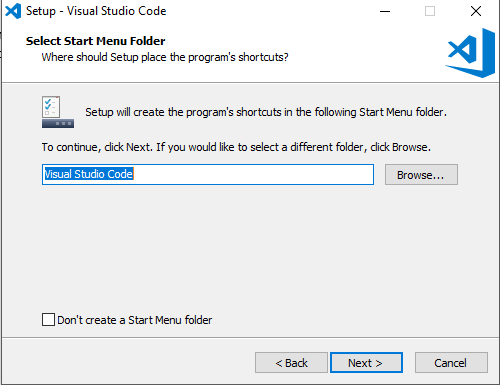 Setup - Visual Studio Code
Select Start Menu Folder
Where should Setup place the program's shortcuts?
Setup will create the program's shortcuts in the following Start Menu folder.
To continue, click Next. If you would like to select a different folder, click Browse.
Visual Studio Code
Browse...
Don't create a Start Menu folder
< Back
Next >
Cancel